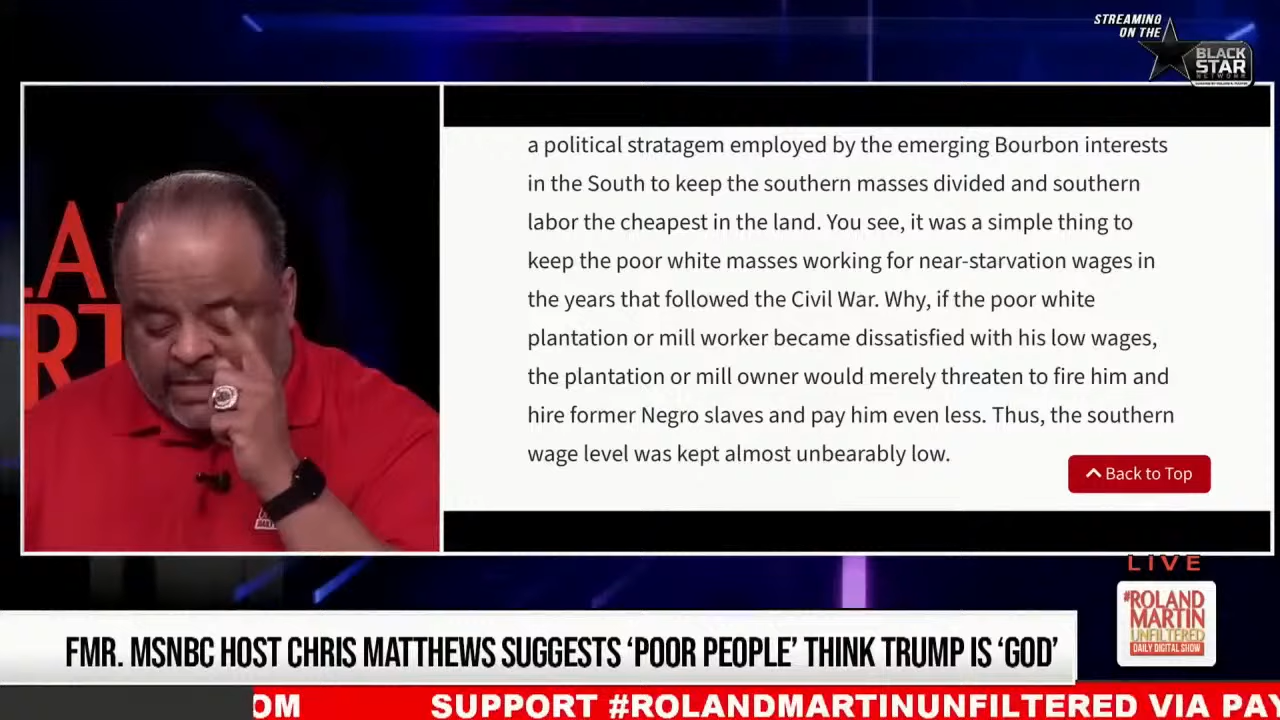 STREAMING
ON THE
BLACK
STAR
NETWORK
a political stratagem employed by the emerging Bourbon interests
in the South to keep the southern masses divided and southern
labor the cheapest in the land. You see, it was a simple thing to
keep the poor white masses working for near-starvation wages in
the years that followed the Civil War. Why, if the poor white
plantation or mill worker became dissatisfied with his low wages,
the plantation or mill owner would merely threaten to fire him and
hire former Negro slaves and pay him even less. Thus, the southern
wage level was kept almost unbearably low.
Back to Top
LIVE
#ROLAND
MARTIN
UNFILTERED
DAILY DIGITAL SHOW
FMR. MSNBC HOST CHRIS MATTHEWS SUGGESTS ‘POOR PEOPLE’ THINK TRUMP IS ‘GOD’
OM SUPPORT #ROLANDMARTINUNFILTERED VIA PAY